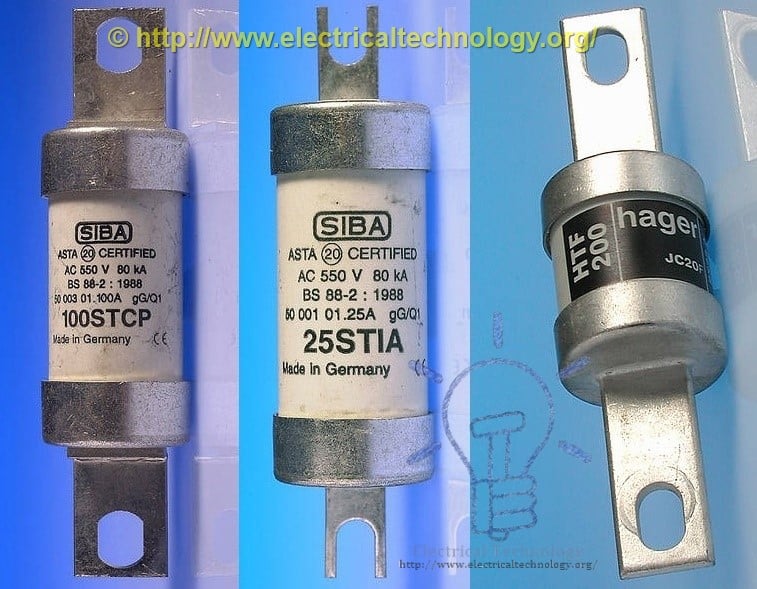 © http://www.electricaltechnology.org/
SIBA
ASTA 20 CERTIFIED
AC 550 V 80 kA
BS 88-2 : 1988
50 003 01.100A gG/Q1
100STCP
Made in Germany CE
SIBA
ASTA 20 CERTIFIED
AC 550 V 80 kA
BS 88-2 : 1988
50 001 01.25A gG/Q1
25STIA
Made in Germany CE
HTF
200
hager
Electrical Technology
http://www.electricaltechnology.org/